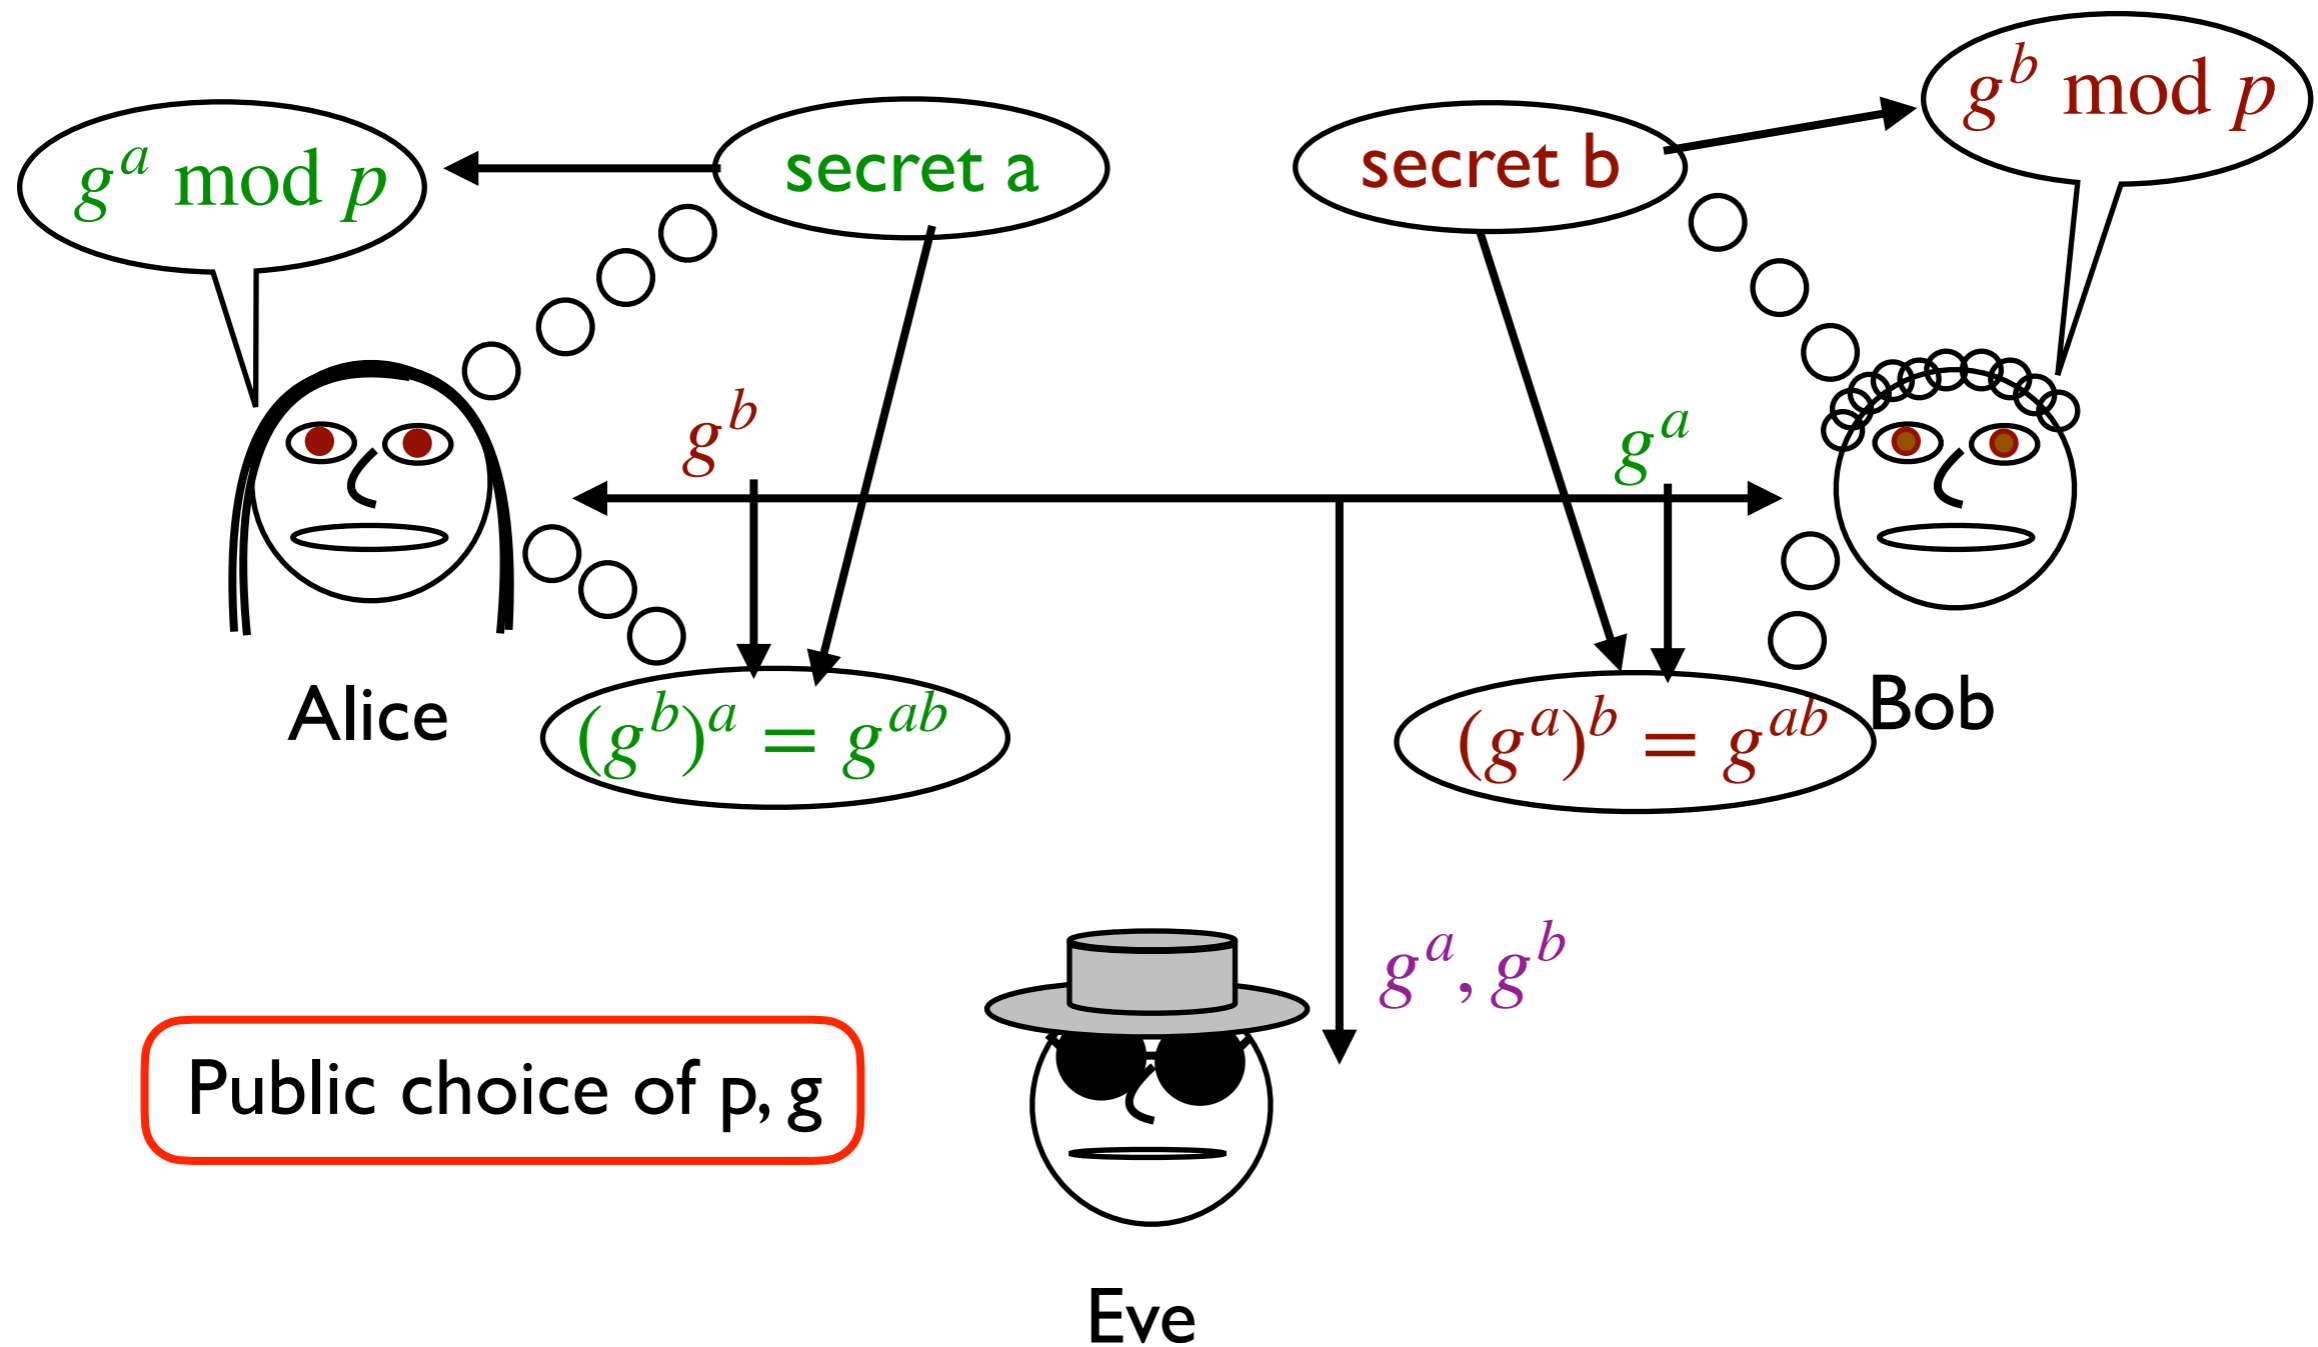 g^b mod p
g^a mod p
secret a
secret b
g^b
g^a
Alice
(g^b)^a = g^ab
(g^a)^b = g^ab
Bob
g^a, g^b
Public choice of p, g
Eve